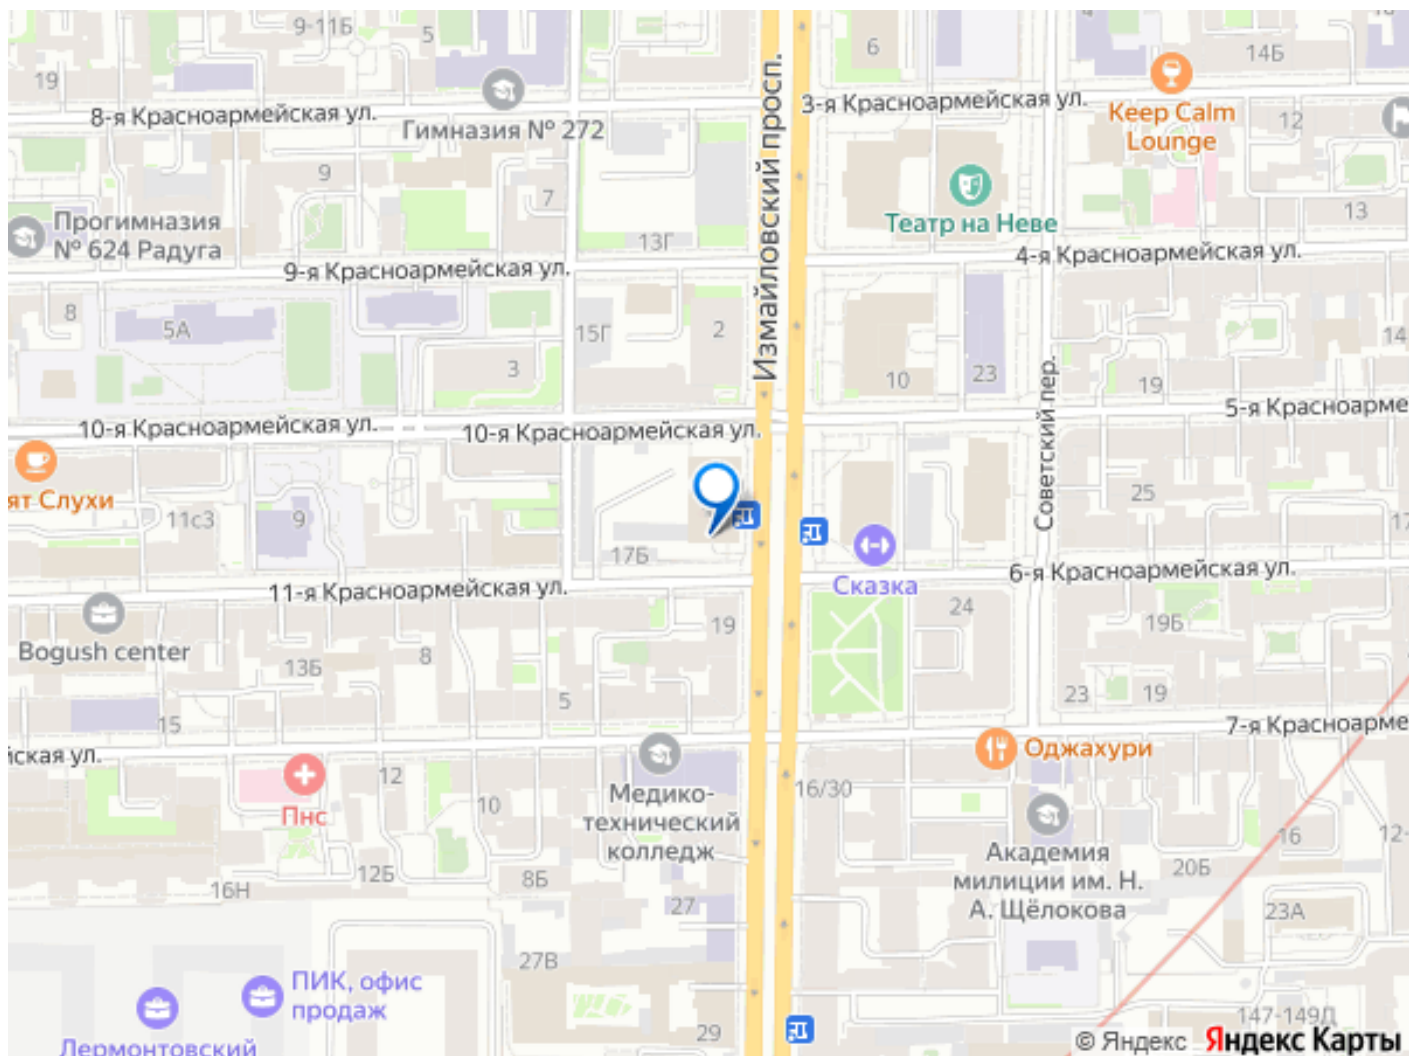 9-11Б
5
6
14Б
19
8-я Красноармейская ул.
Гимназия № 272
3-я Красноармейская ул.
Keep Calm
Lounge
12
Измайловский просп.
9
7
Прогимназия
№ 624 Радуга
13Г
Театр на Неве
13
9-я Красноармейская ул.
4-я Красноармейская ул.
8
5А
15Г
2
3
10
23
19
14
Советский пер.
5-я Красноарме
10-я Красноармейская ул.
10-я Красноармейская ул.
ят Слухи
11с3
9
17Б
25
17
Сказка
6-я Красноармейская ул.
11-я Красноармейская ул.
Bogush center
13Б
8
19
24
19Б
5
15
23
19
7-я Красноарме
йская ул.
Оджахури
Пнс
12
10
Медико-
технический
колледж
16/30
16
12-
Академия
милиции им. Н.
А. Щёлокова
20Б
16Н
12Б
8Б
27
23А
27В
ПИК, офис
продаж
Лермонтовский
29
147-149Д
© Яндекс Яндекс Карты